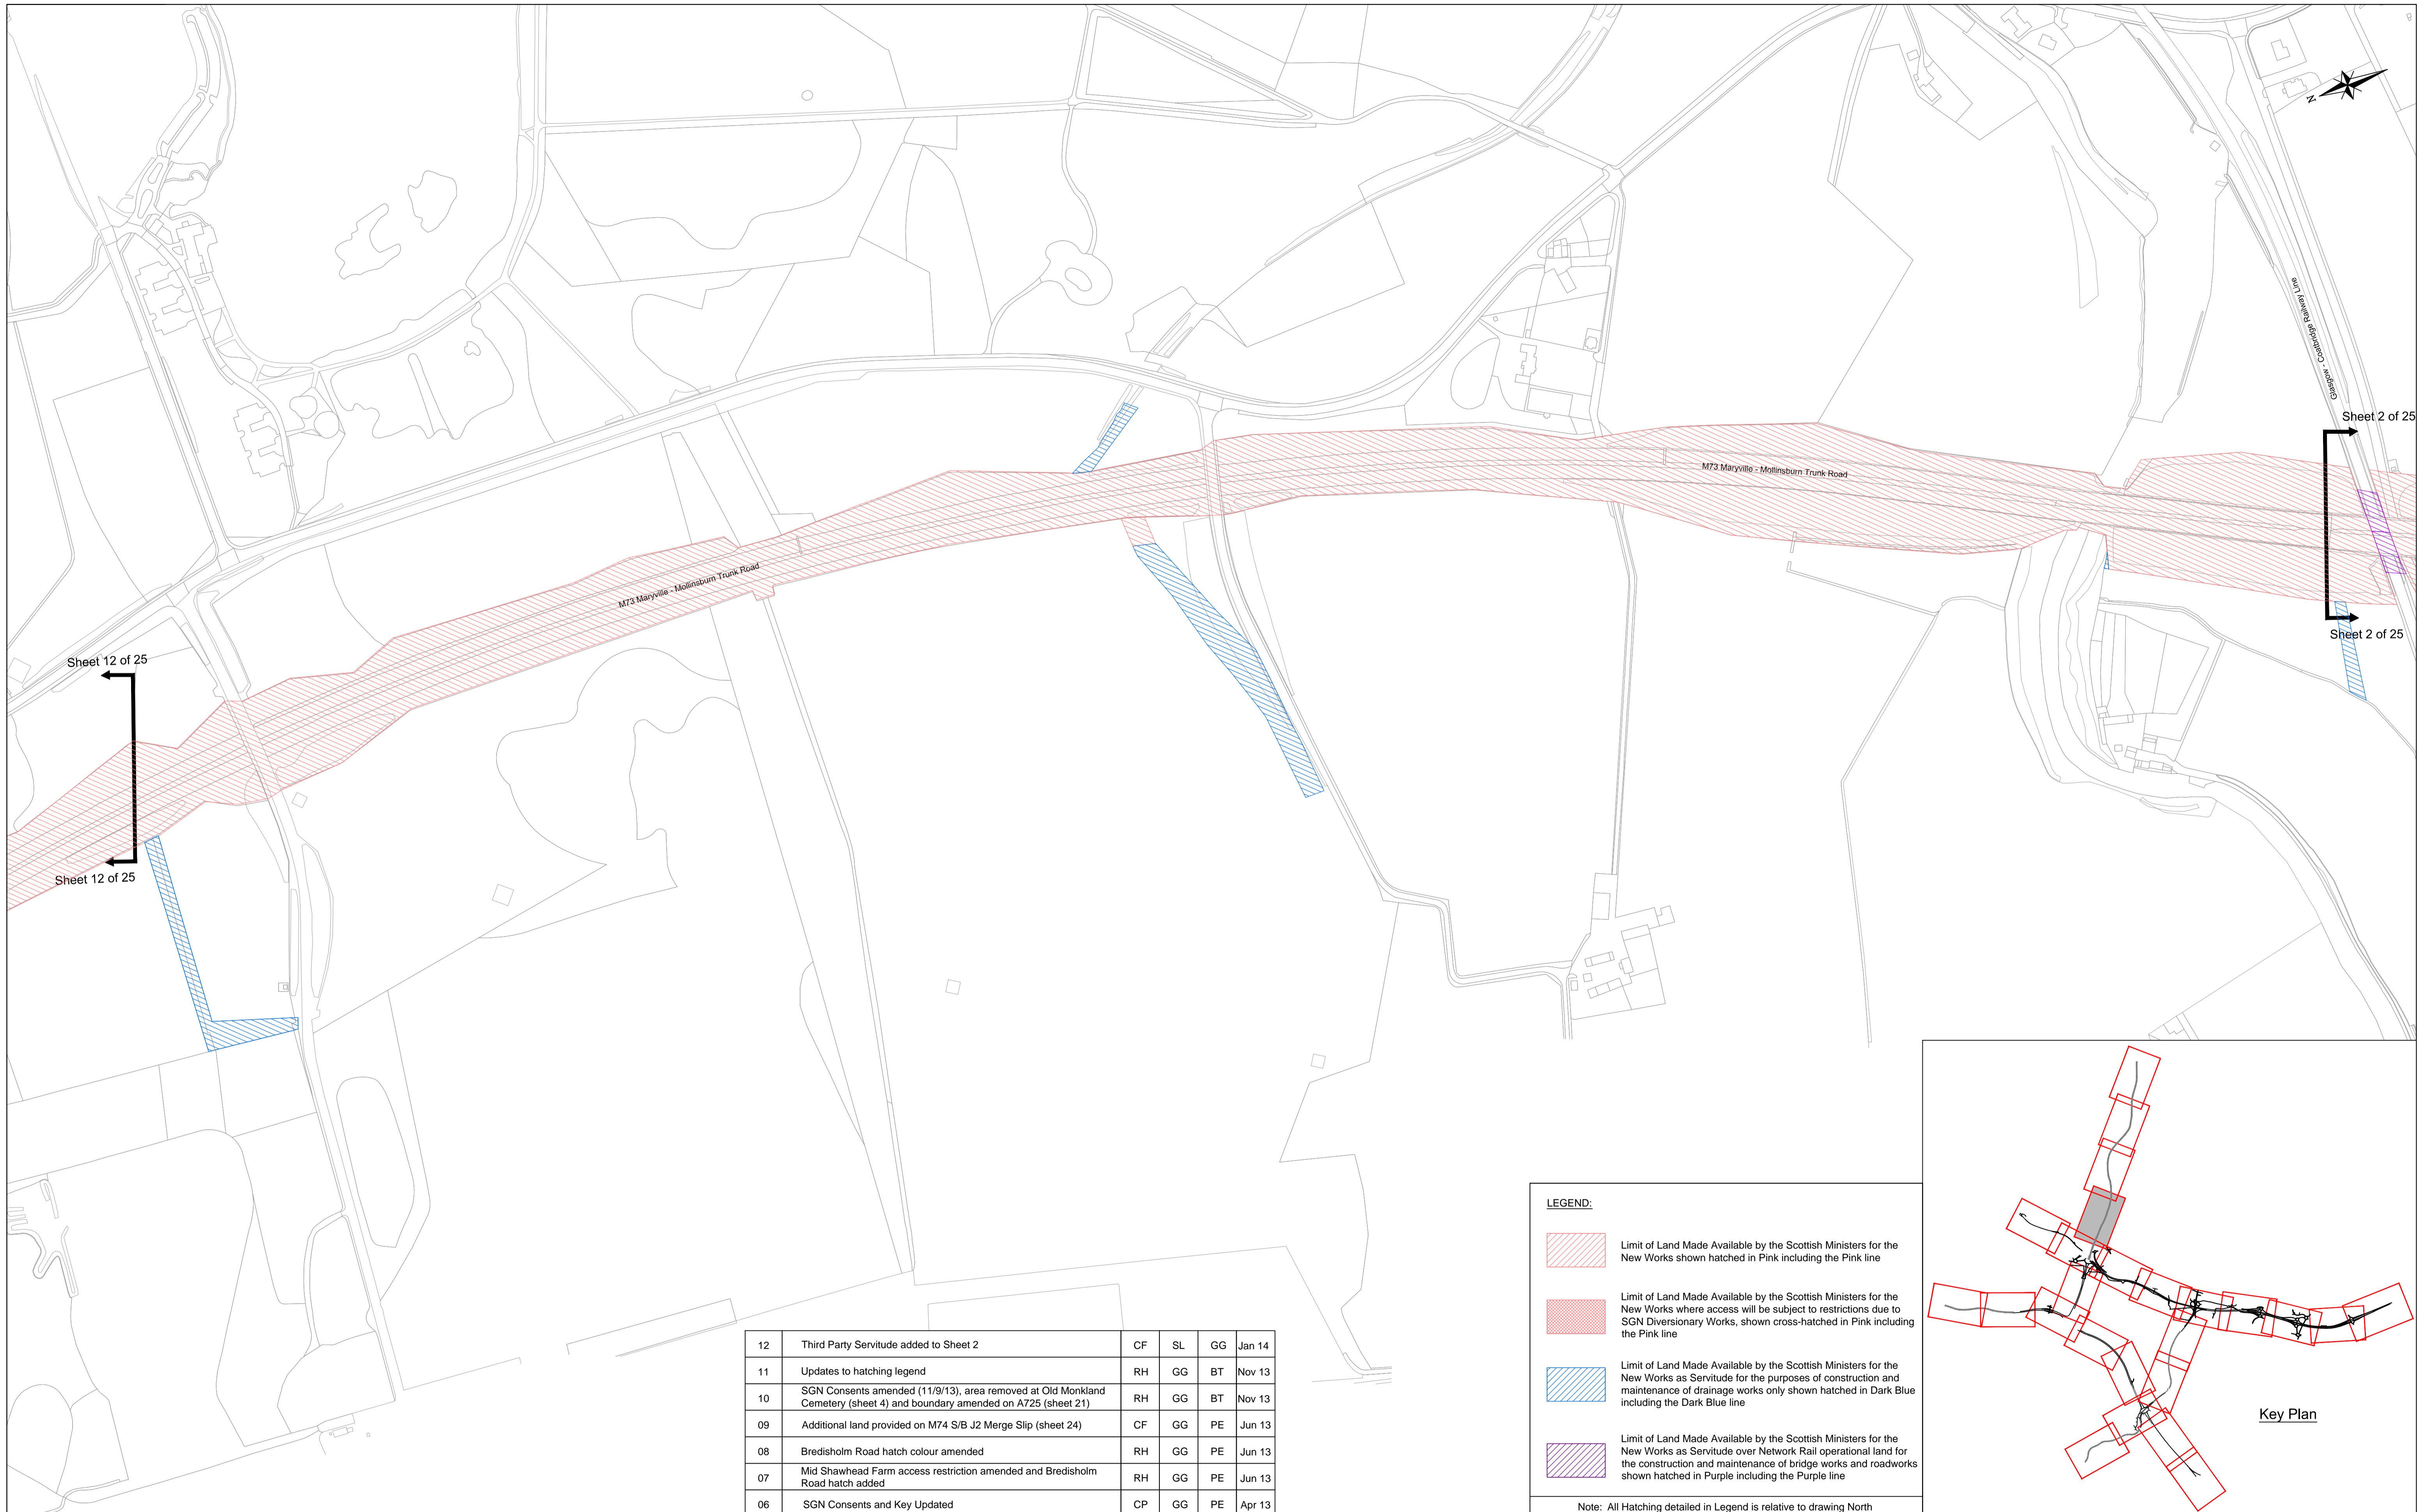 N
Glasgow - Coatbridge Railway Line
Sheet 2 of 25
M73 Maryville - Mollinsburn Trunk Road
M73 Maryville - Mollinsburn Trunk Road
Sheet 2 of 25
Sheet 12 of 25
Sheet 12 of 25
LEGEND:
Limit of Land Made Available by the Scottish Ministers for the
New Works shown hatched in Pink including the Pink line
Limit of Land Made Available by the Scottish Ministers for the
New Works where access will be subject to restrictions due to
SGN Diversionary Works, shown cross-hatched in Pink including
the Pink line
Limit of Land Made Available by the Scottish Ministers for the
New Works as Servitude for the purposes of construction and
maintenance of drainage works only shown hatched in Dark Blue
including the Dark Blue line
Limit of Land Made Available by the Scottish Ministers for the
New Works as Servitude over Network Rail operational land for
the construction and maintenance of bridge works and roadworks
shown hatched in Purple including the Purple line
Note: All Hatching detailed in Legend is relative to drawing North
Key Plan
12 Third Party Servitude added to Sheet 2 CF SL GG Jan 14
11 Updates to hatching legend RH GG BT Nov 13
10 SGN Consents amended (11/9/13), area removed at Old Monkland
Cemetery (sheet 4) and boundary amended on A725 (sheet 21) RH GG BT Nov 13
09 Additional land provided on M74 S/B J2 Merge Slip (sheet 24) CF GG PE Jun 13
08 Bredisholm Road hatch colour amended RH GG PE Jun 13
07 Mid Shawhead Farm access restriction amended and Bredisholm
Road hatch added RH GG PE Jun 13
06 SGN Consents and Key Updated CP GG PE Apr 13